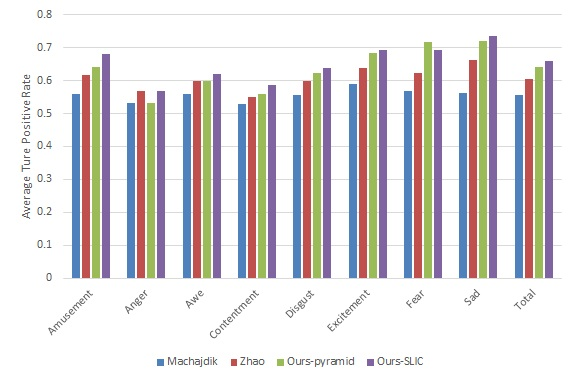 0.8
0.7
0.6
0.5
0.4
0.3
0.2
0.1
0
Average Ture Positive Rate
Amusement
Anger
Awe
Contentment
Disgust
Excitement
Fear
Sad
Total
Machajdik Zhao Ours-pyramid Ours-SLIC